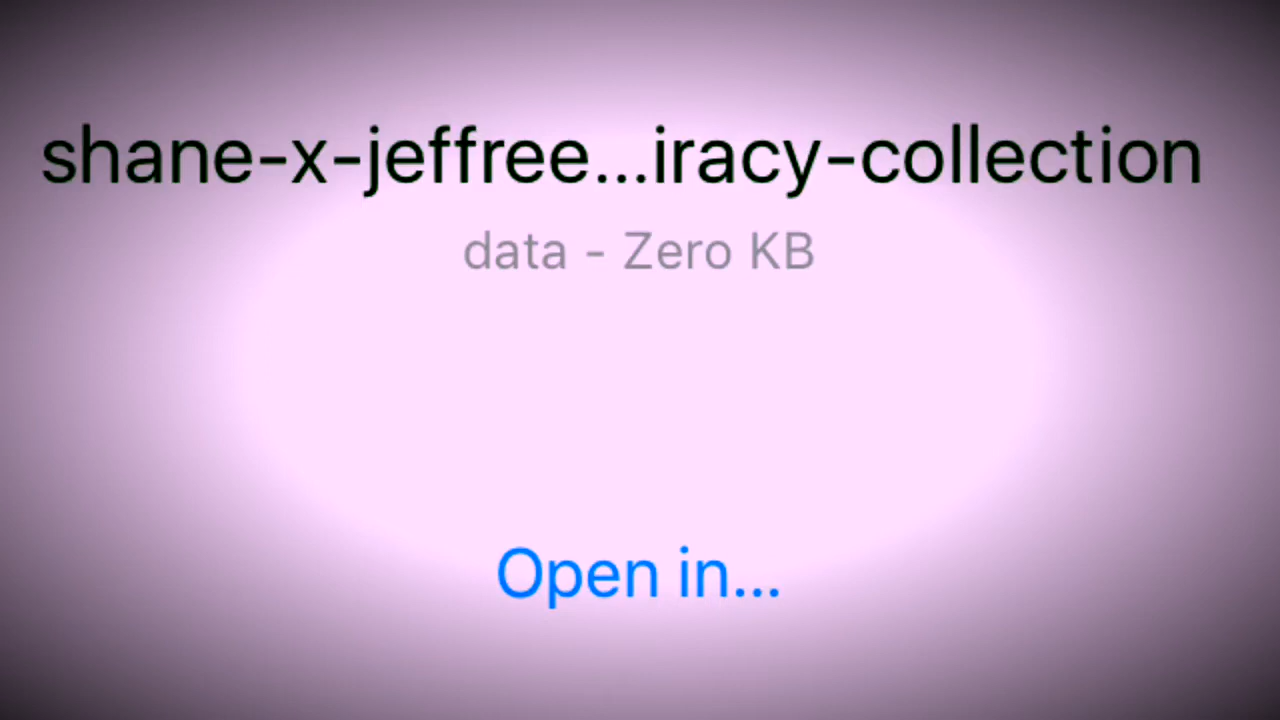 shane-x-jeffree...iracy-collection
data - Zero KB
Open in...